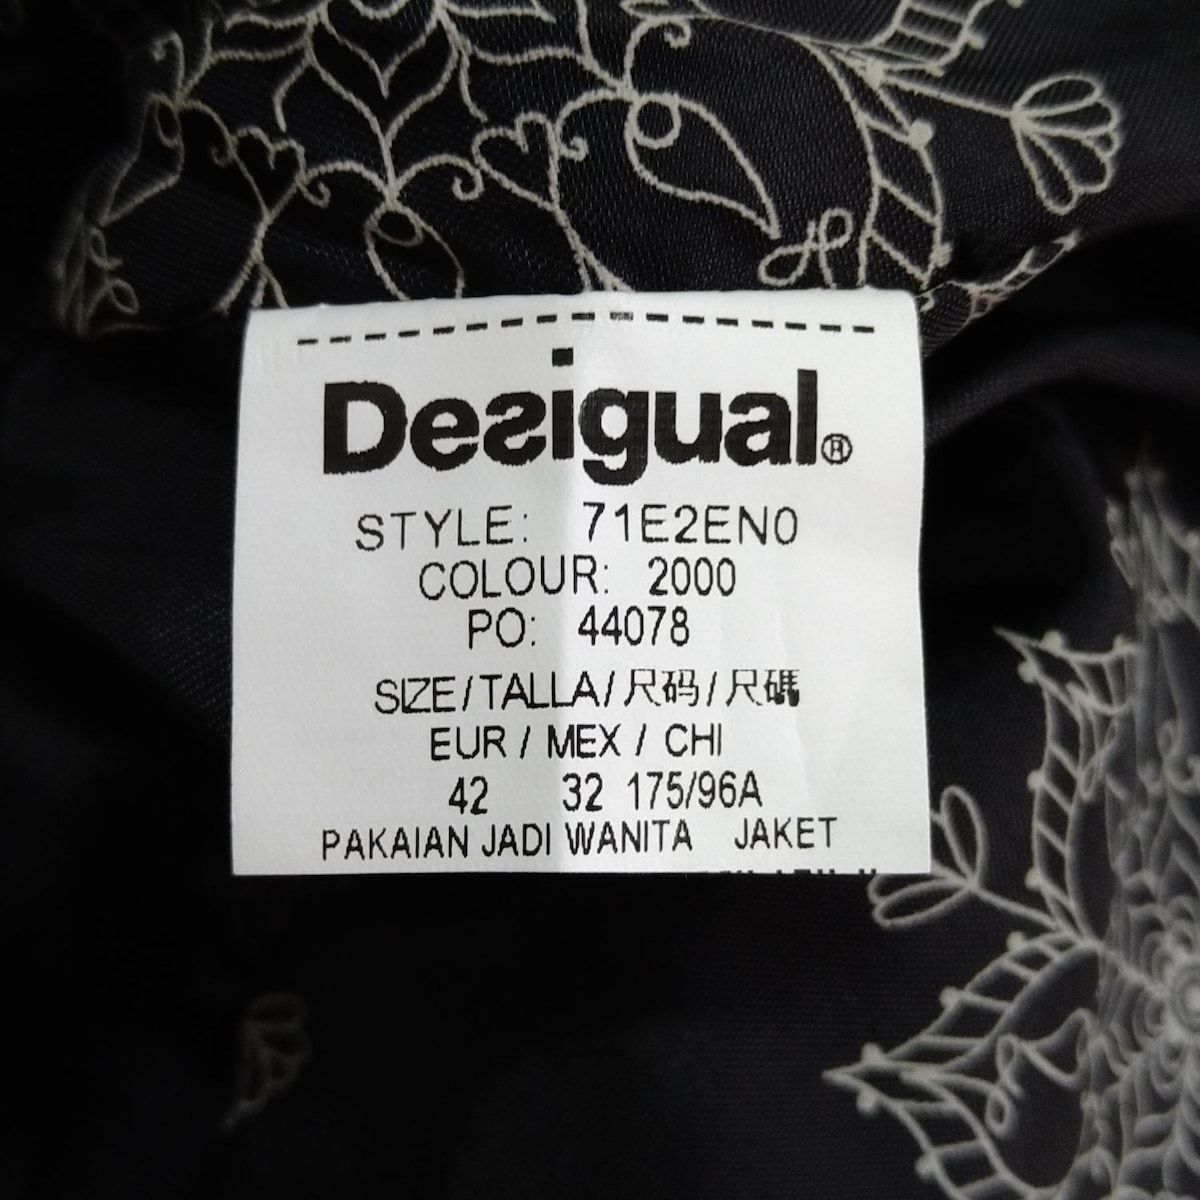 Desigual®
STYLE: 71E2EN0
COLOUR: 2000
PO: 44078
SIZE/TALLA/尺码/尺碼
EUR / MEX / CHI
42 32 175/96A
PAKAIAN JADI WANITA JAKET